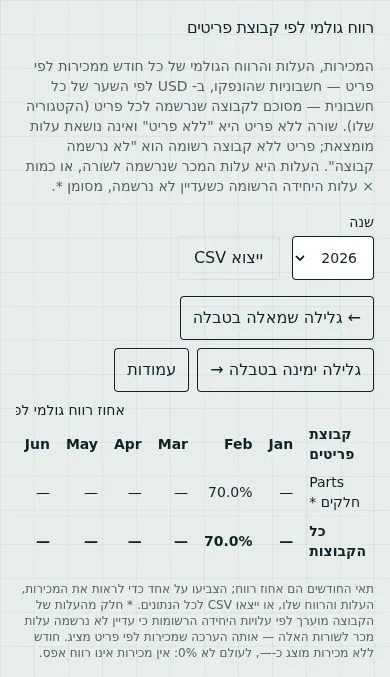 רווח גולמי לפי קבוצת פריטים
המכירות, העלות והרווח הגולמי של כל חודש ממכירות לפי
פריט — חשבוניות שהונפקו, ב- USD לפי השער של כל
חשבונית — מסוכם לקבוצה שנרשמה לכל פריט (הקטגוריה
שלו). שורה ללא פריט היא "ללא פריט" ואינה נושאת עלות
מומצאת; פריט ללא קבוצה רשומה הוא "לא נרשמה
קבוצה". העלות היא עלות המכר שנרשמה לשורה, או כמות
× עלות היחידה הרשומה כשעדיין לא נרשמה, מסומן *.
שנה
2026
ייצוא CSV
← גלילה שמאלה בטבלה
גלילה ימינה בטבלה →
עמודות
אחוז רווח גולמי לפ
קבוצת פריטים Jan Feb Mar Apr May Jun
Parts חלקים * — 70.0% — — — —
כל הקבוצות — 70.0% — — — —
תאי החודשים הם אחוז רווח; הצביעו על אחד כדי לראות את המכירות,
העלות והרווח שלו, או ייצאו CSV לכל הנתונים. * חלק מהעלות של
הקבוצה מוערך לפי עלויות היחידה הרשומות כי עדיין לא נרשמה עלות
מכר לשורות האלה — אותה הערכה שמכירות לפי פריט מציג. חודש
ללא מכירות מוצג כ-—, לעולם לא 0%: אין מכירות אינו רווח אפס.